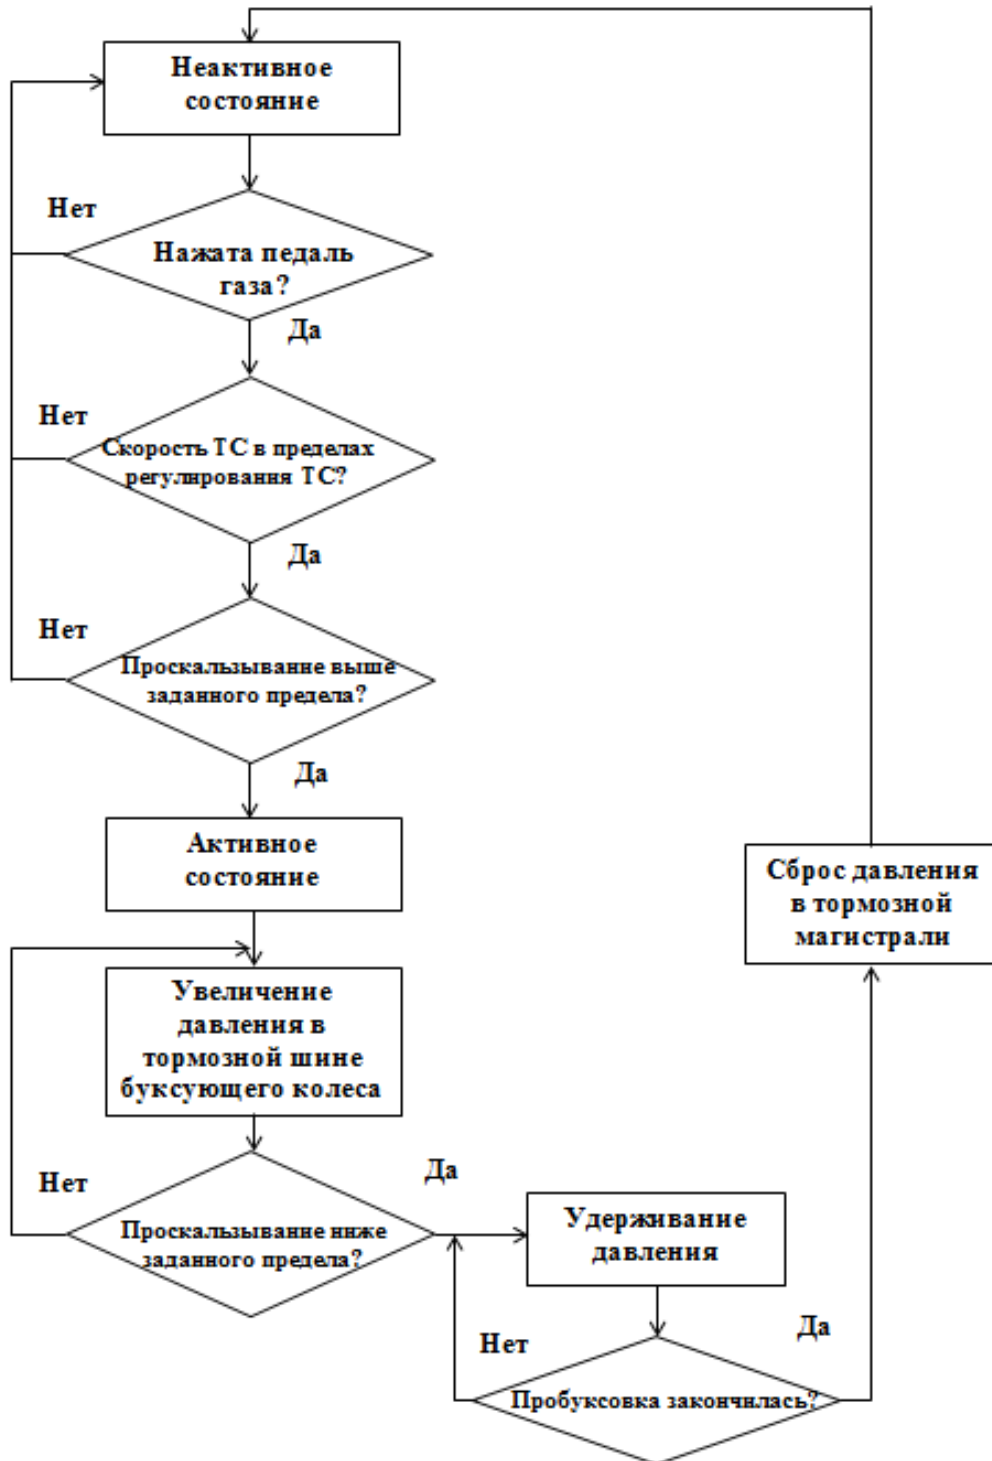 Неактивное
состояние
Нет
Нажата педаль
газа?
Да
Нет
Скорость ТС в пределах
регулирования ТС?
Да
Нет
Проскальзывание выше
заданного предела?
Да
Активное
состояние
Сброс давления
в тормозной
магистрали
Увеличение
давления в
тормозной шине
буксующего колеса
Нет
Да
Проскальзывание ниже
заданного предела?
Удерживание
давления
Нет
Да
Пробуксовка закончилась?